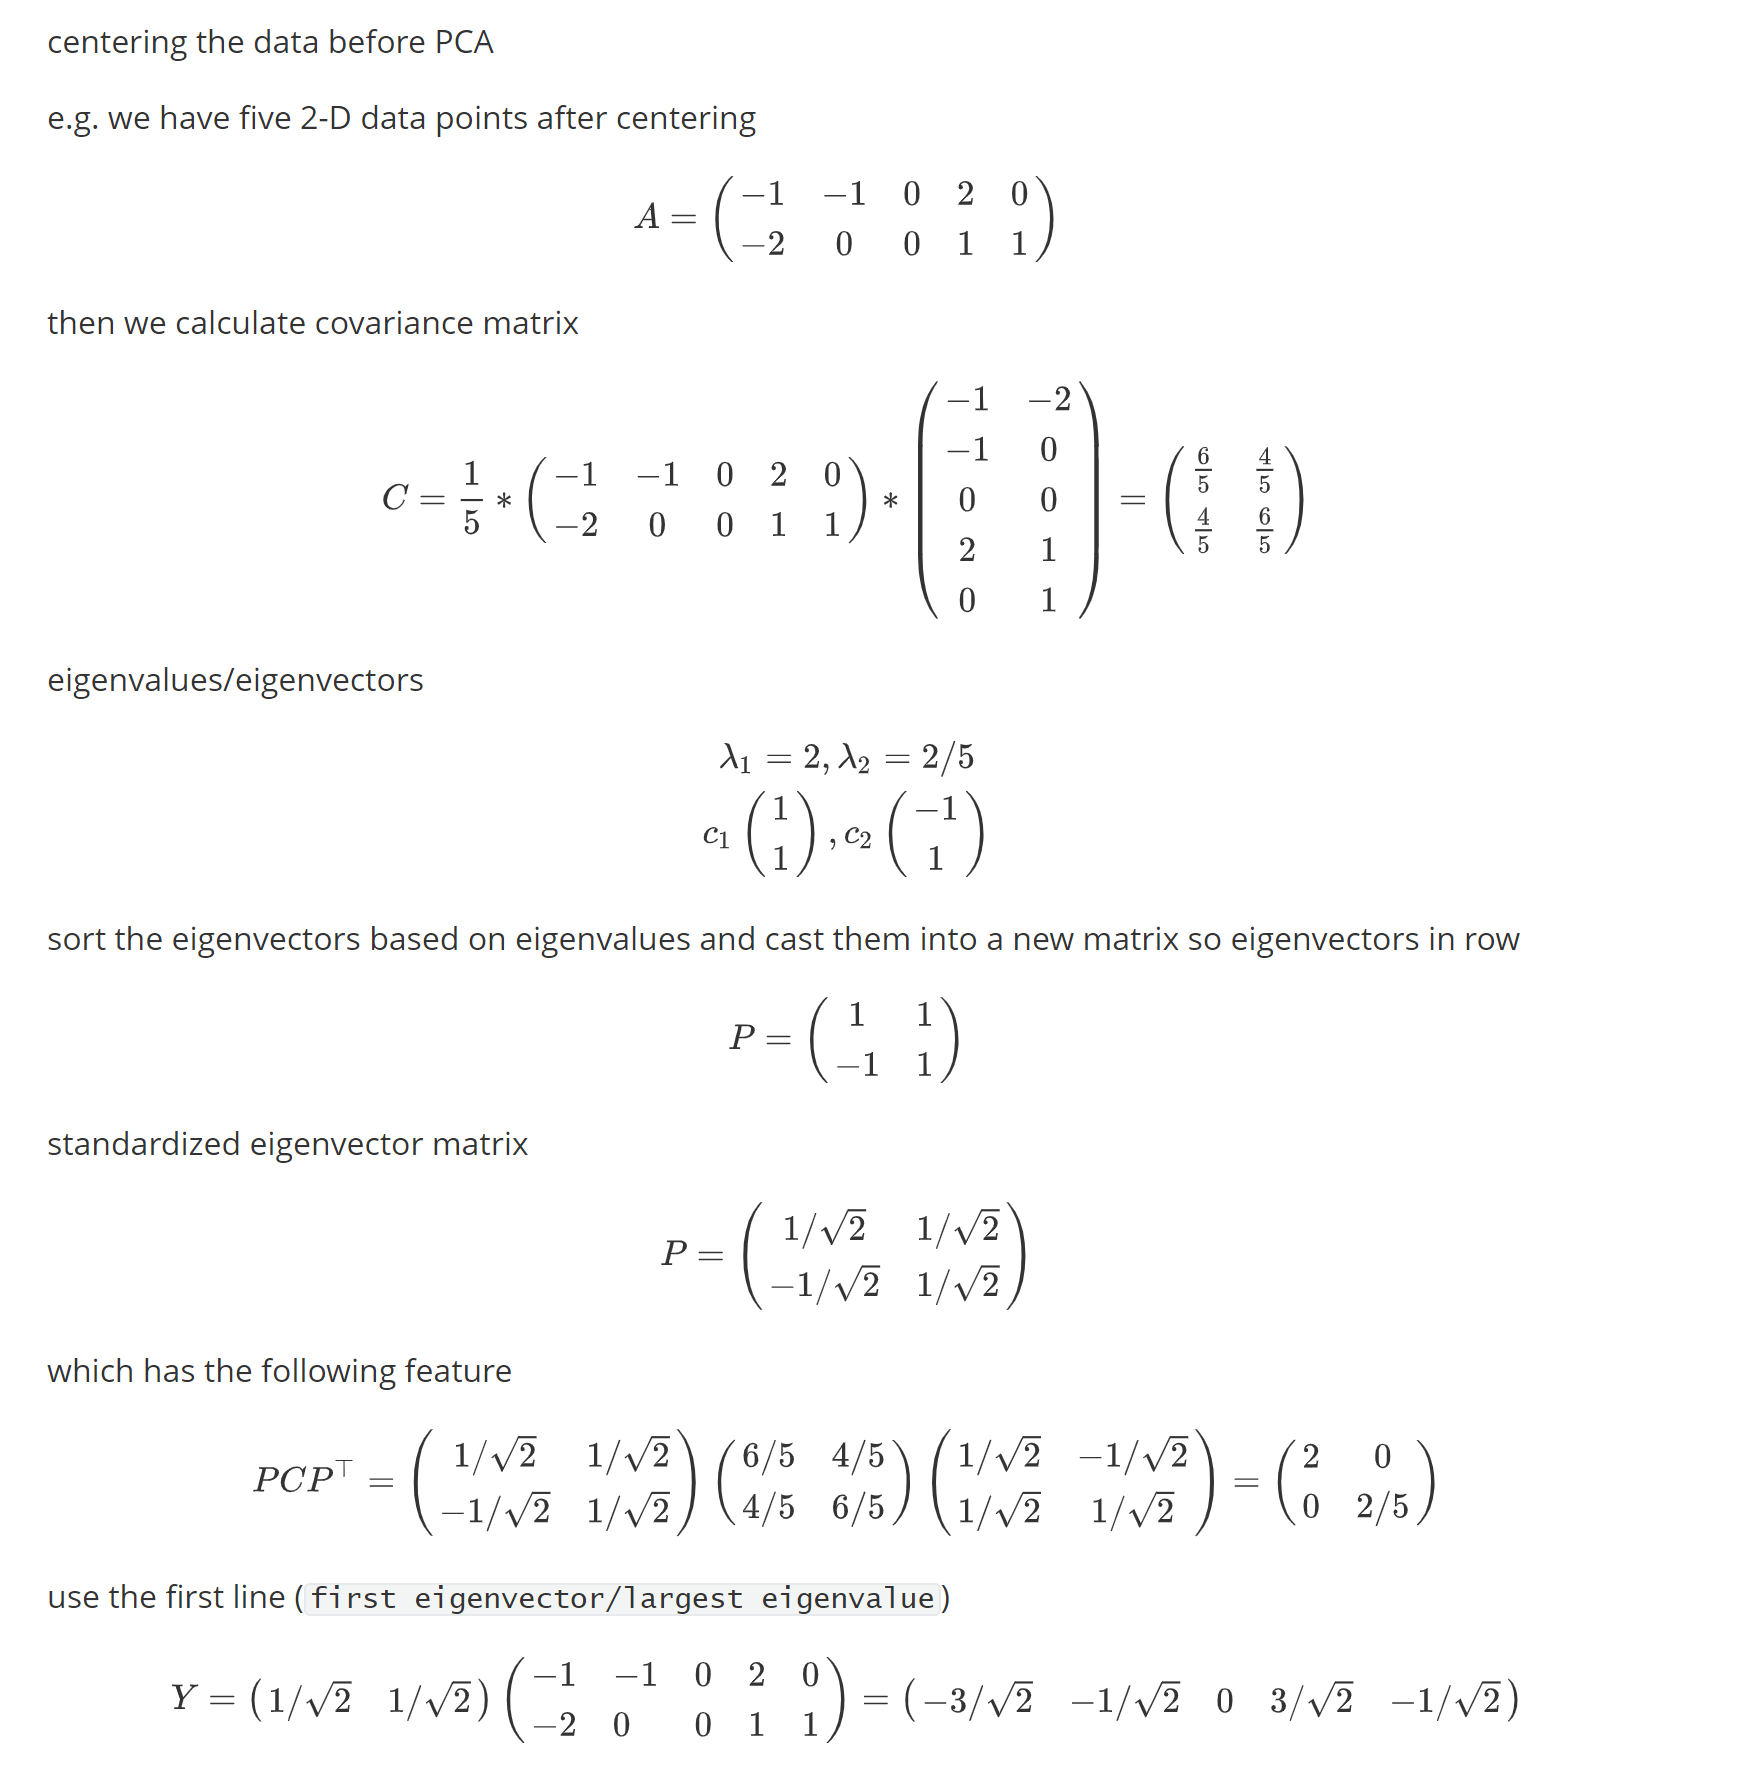 centering the data before PCA
e.g. we have five 2-D data points after centering
A = \begin{pmatrix} -1 & -1 & 0 & 2 & 0 \\ -2 & 0 & 0 & 1 & 1 \end{pmatrix}
then we calculate covariance matrix
C = \frac{1}{5} * \begin{pmatrix} -1 & -1 & 0 & 2 & 0 \\ -2 & 0 & 0 & 1 & 1 \end{pmatrix} * \begin{pmatrix} -1 & -2 \\ -1 & 0 \\ 0 & 0 \\ 2 & 1 \\ 0 & 1 \end{pmatrix} = \begin{pmatrix} \frac{6}{5} & \frac{4}{5} \\ \frac{4}{5} & \frac{6}{5} \end{pmatrix}
eigenvalues/eigenvectors
\lambda_1 = 2, \lambda_2 = 2/5
c_1 \begin{pmatrix} 1 \\ 1 \end{pmatrix}, c_2 \begin{pmatrix} -1 \\ 1 \end{pmatrix}
sort the eigenvectors based on eigenvalues and cast them into a new matrix so eigenvectors in row
P = \begin{pmatrix} 1 & 1 \\ -1 & 1 \end{pmatrix}
standardized eigenvector matrix
P = \begin{pmatrix} 1/\sqrt{2} & 1/\sqrt{2} \\ -1/\sqrt{2} & 1/\sqrt{2} \end{pmatrix}
which has the following feature
PCP^\top = \begin{pmatrix} 1/\sqrt{2} & 1/\sqrt{2} \\ -1/\sqrt{2} & 1/\sqrt{2} \end{pmatrix} \begin{pmatrix} 6/5 & 4/5 \\ 4/5 & 6/5 \end{pmatrix} \begin{pmatrix} 1/\sqrt{2} & -1/\sqrt{2} \\ 1/\sqrt{2} & 1/\sqrt{2} \end{pmatrix} = \begin{pmatrix} 2 & 0 \\ 0 & 2/5 \end{pmatrix}
use the first line (first eigenvector/largest eigenvalue)
Y = \begin{pmatrix} 1/\sqrt{2} & 1/\sqrt{2} \end{pmatrix} \begin{pmatrix} -1 & -1 & 0 & 2 & 0 \\ -2 & 0 & 0 & 1 & 1 \end{pmatrix} = \begin{pmatrix} -3/\sqrt{2} & -1/\sqrt{2} & 0 & 3/\sqrt{2} & -1/\sqrt{2} \end{pmatrix}